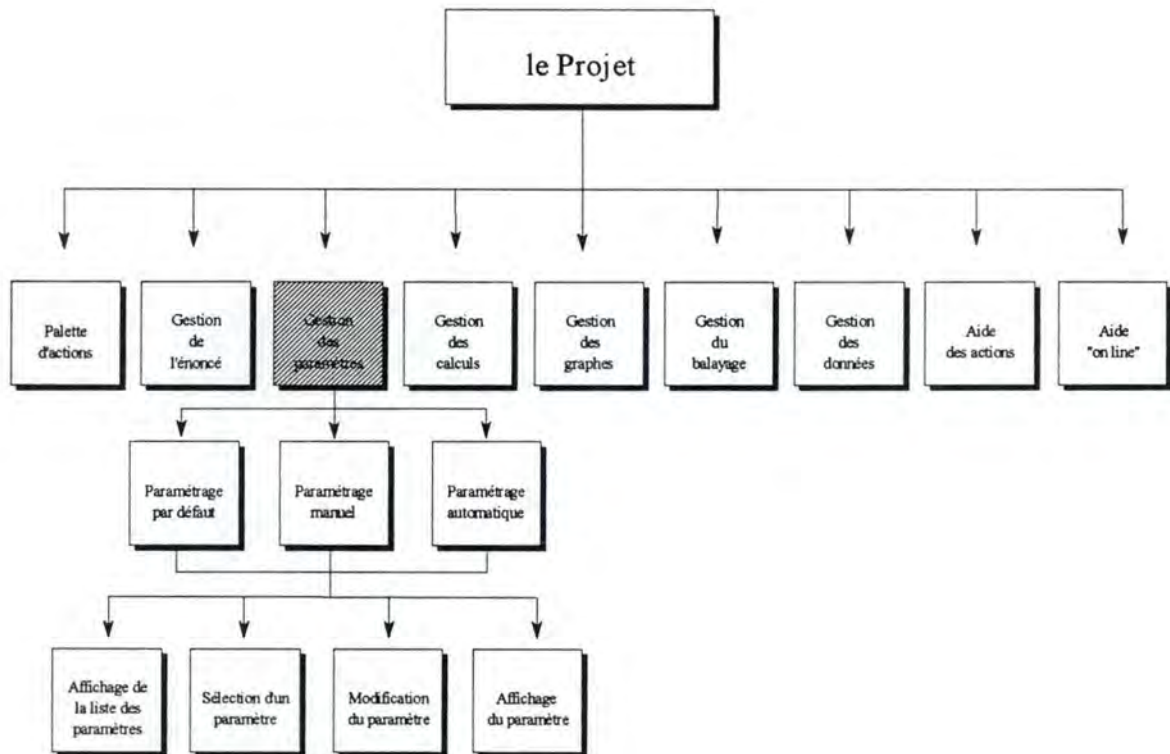 le Projet
Palette
d'actions
Gestion
de
l'énoncé
Gestion
des
paramètres
Gestion
des
calculs
Gestion
des
graphes
Gestion
du
balayage
Gestion
des
données
Aide
des actions
Aide
"on line"
Paramétrage
par défaut
Paramétrage
manuel
Paramétrage
automatique
Affichage de
la liste des
paramètres
Sélection d'un
paramètre
Modification
du paramètre
Affichage
du paramètre